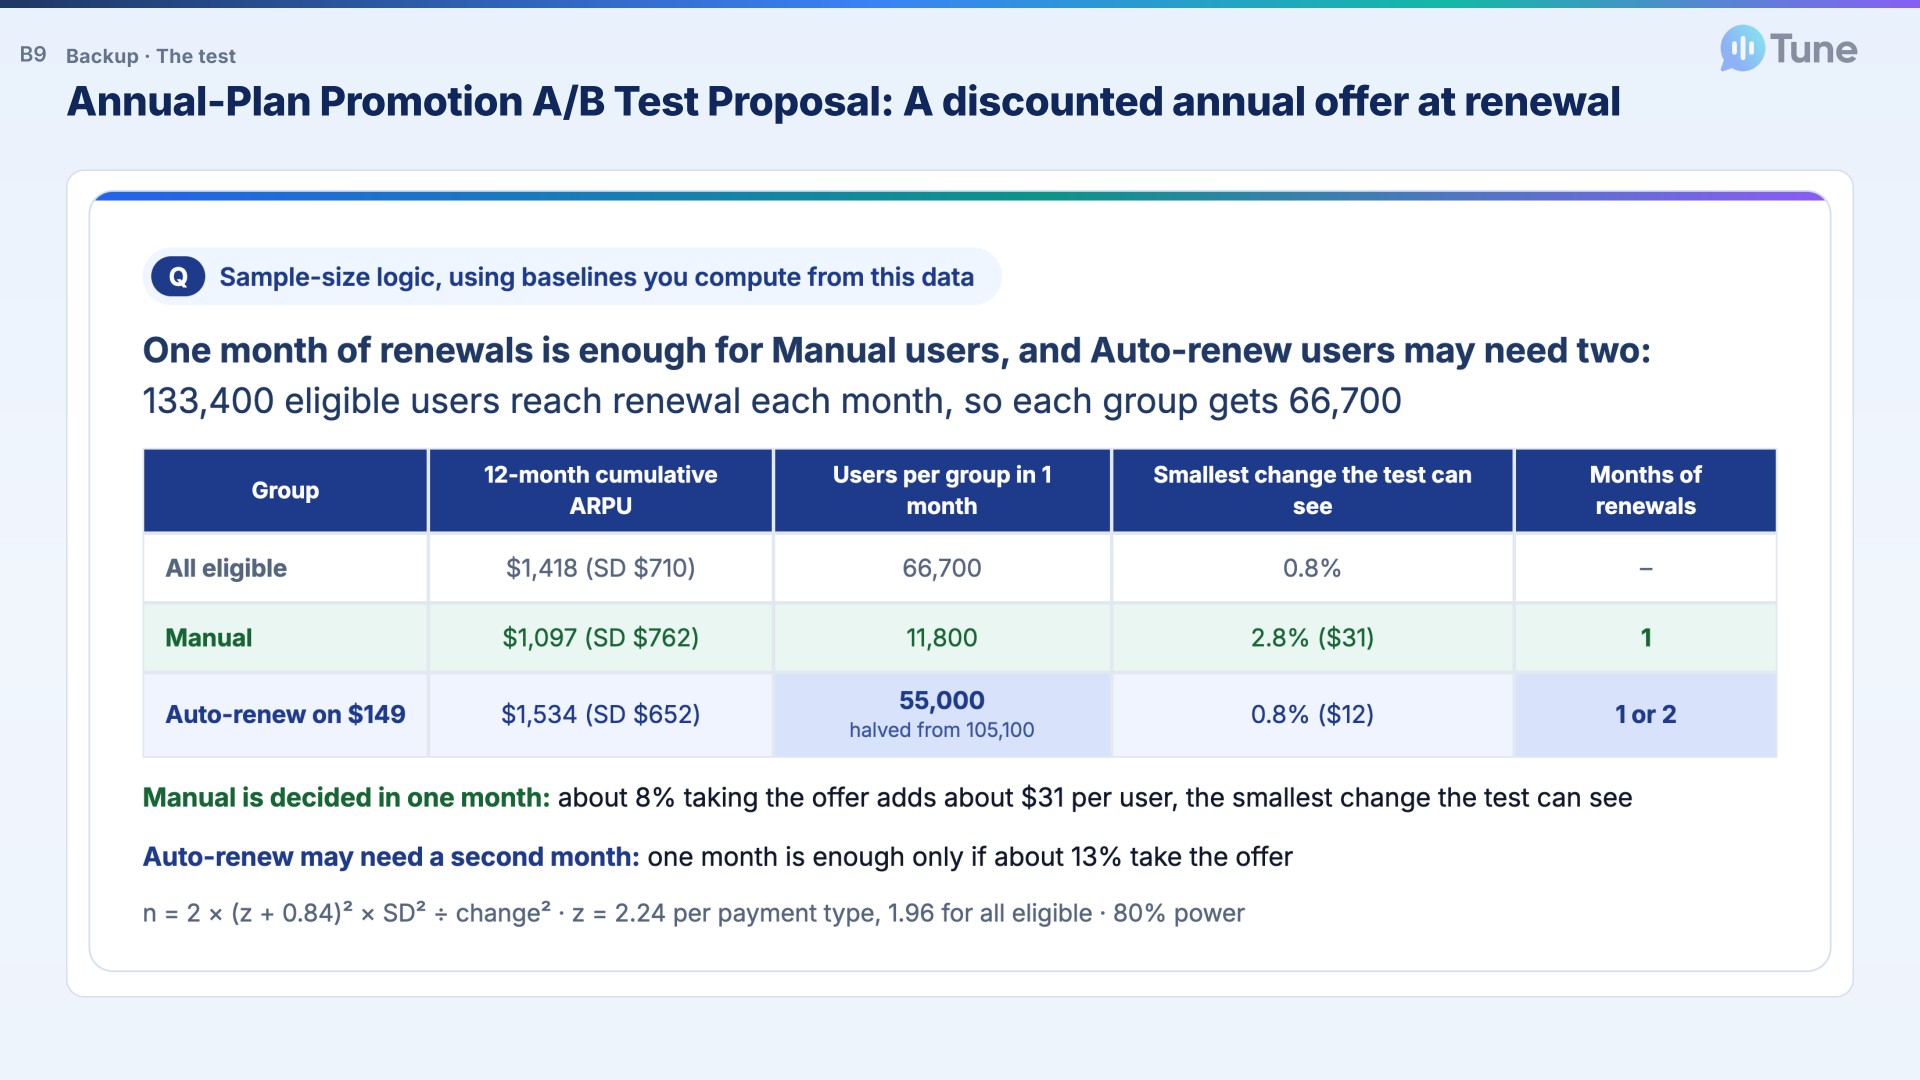 B9 Backup · The test
Tune
Annual-Plan Promotion A/B Test Proposal: A discounted annual offer at renewal
Q Sample-size logic, using baselines you compute from this data
One month of renewals is enough for Manual users, and Auto-renew users may need two:
133,400 eligible users reach renewal each month, so each group gets 66,700
Group
12-month cumulative
ARPU
Users per group in 1
month
Smallest change the test can
see
Months of
renewals
All eligible $1,418 (SD $710) 66,700 0.8% –
Manual $1,097 (SD $762) 11,800 2.8% ($31) 1
Auto-renew on $149 $1,534 (SD $652) 55,000 0.8% ($12) 1 or 2
halved from 105,100
Manual is decided in one month: about 8% taking the offer adds about $31 per user, the smallest change the test can see
Auto-renew may need a second month: one month is enough only if about 13% take the offer
n = 2 × (z + 0.84)² × SD² ÷ change² · z = 2.24 per payment type, 1.96 for all eligible · 80% power